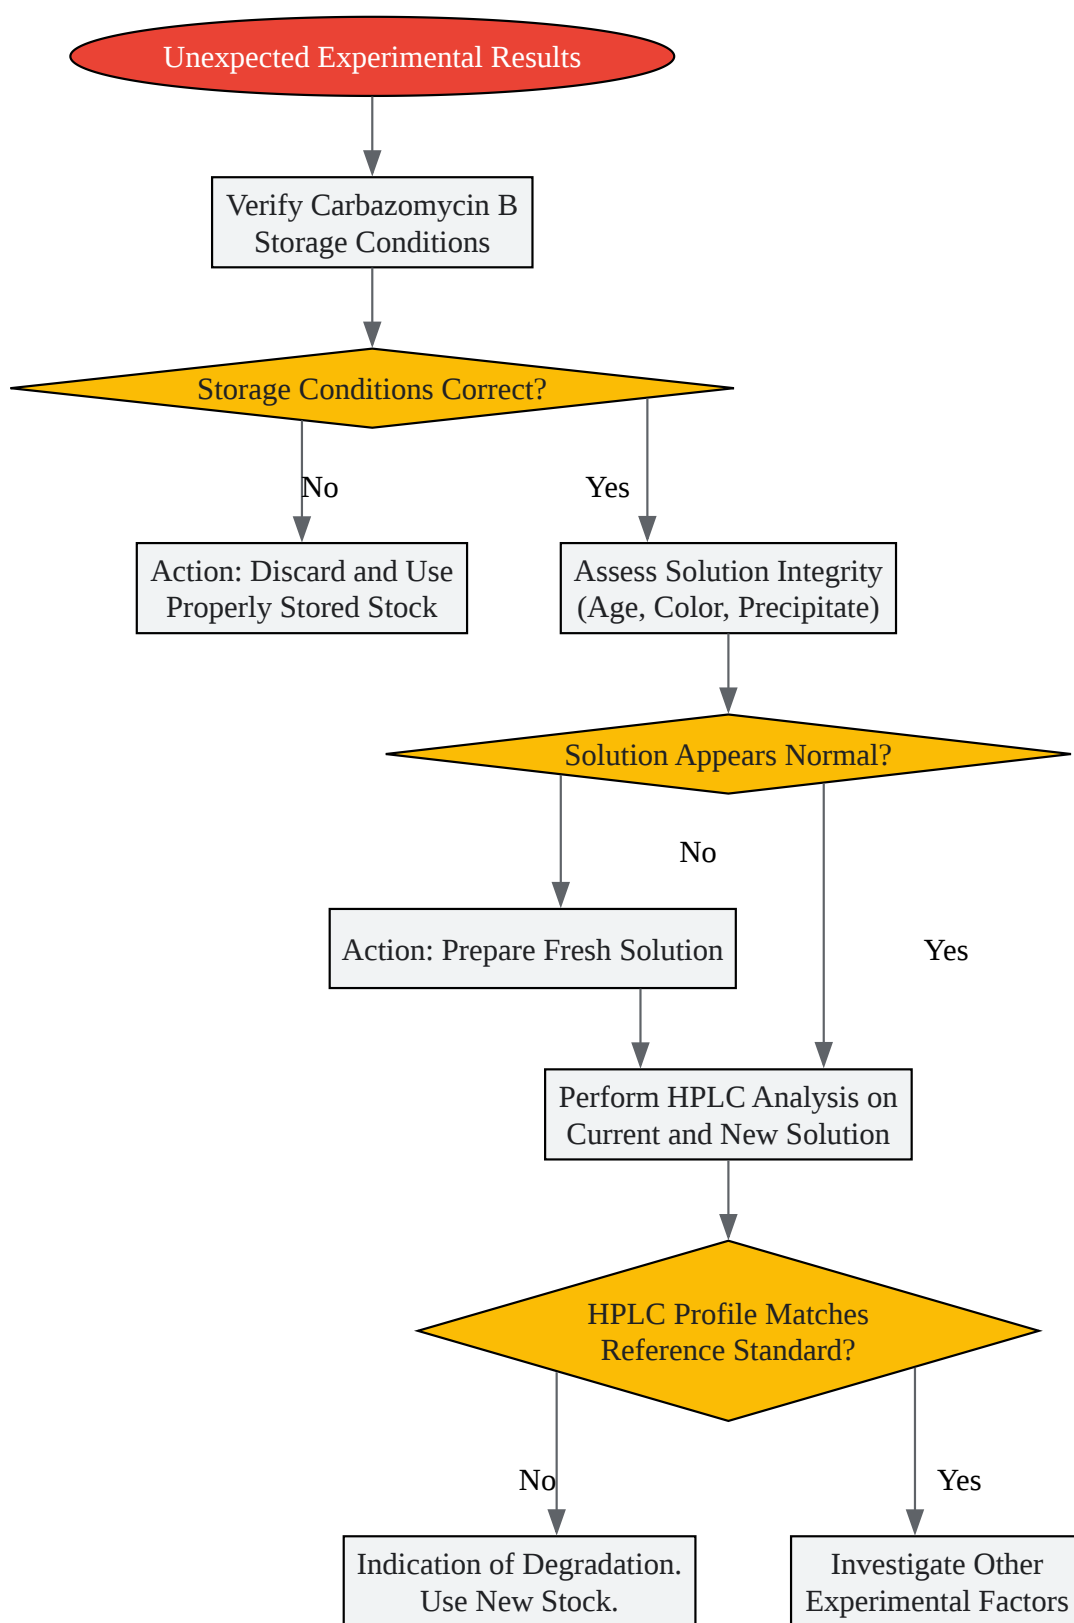 Unexpected Experimental Results
Verify Carbazomycin B
Storage Conditions
Storage Conditions Correct?
No
Yes
Action: Discard and Use
Properly Stored Stock
Assess Solution Integrity
(Age, Color, Precipitate)
Solution Appears Normal?
No
Action: Prepare Fresh Solution
Yes
Perform HPLC Analysis on
Current and New Solution
HPLC Profile Matches
Reference Standard?
No
Yes
Indication of Degradation.
Use New Stock.
Investigate Other
Experimental Factors